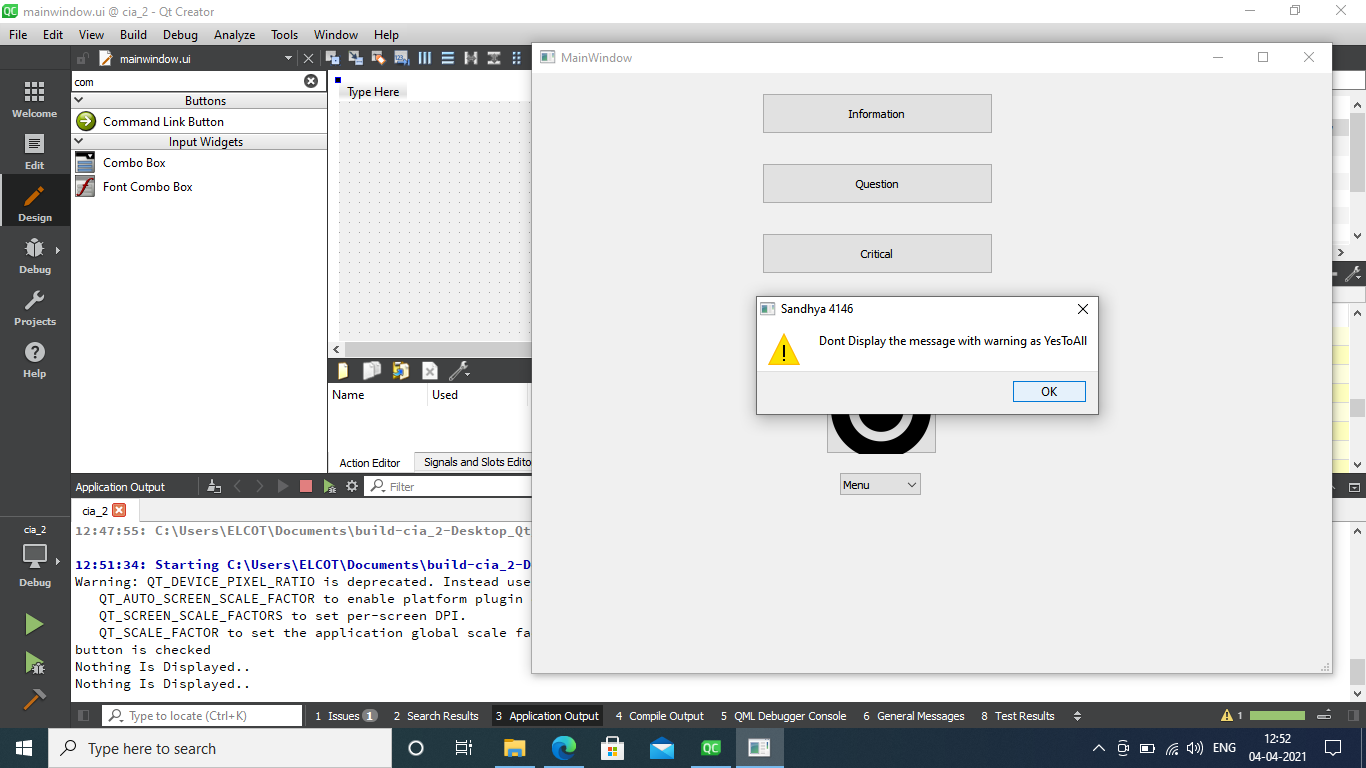 mainwindow.ui @ cia_2 - Qt Creator
File Edit View Build Debug Analyze Tools Window Help
mainwindow.ui
MainWindow
com
Type Here
Buttons
Command Link Button
Input Widgets
Combo Box
Font Combo Box
Welcome
Edit
Design
Debug
Projects
Help
Information
Question
Critical
Sandhya 4146
Dont Display the message with warning as YesToAll
OK
Menu
Name Used
Action Editor Signals and Slots Edito
Application Output
Filter
cia_2
12:47:55: C:\Users\ELCOT\Documents\build-cia_2-Desktop_Qt
12:51:34: Starting C:\Users\ELCOT\Documents\build-cia_2-D
Warning: QT_DEVICE_PIXEL_RATIO is deprecated. Instead use
QT_AUTO_SCREEN_SCALE_FACTOR to enable platform plugin
QT_SCREEN_SCALE_FACTORS to set per-screen DPI.
QT_SCALE_FACTOR to set the application global scale fa
button is checked
Nothing Is Displayed..
Nothing Is Displayed..
cia_2
Debug
Type to locate (Ctrl+K) 1 Issues 1 2 Search Results 3 Application Output 4 Compile Output 5 QML Debugger Console 6 General Messages 8 Test Results 1
Type here to search
QC
ENG
12:52
04-04-2021